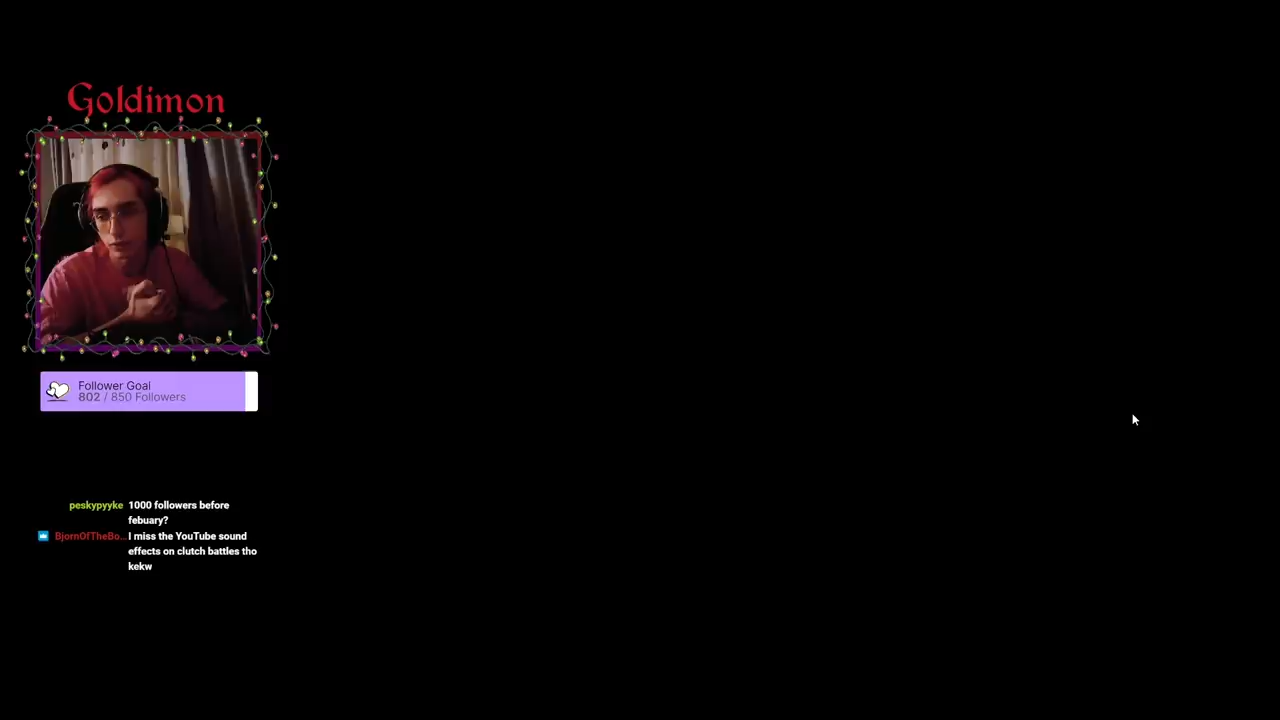 Goldimon
Follower Goal
802 / 850 Followers
peskypyyke 1000 followers before
febuary?
BjornOfTheBo... I miss the YouTube sound
effects on clutch battles tho
kekw